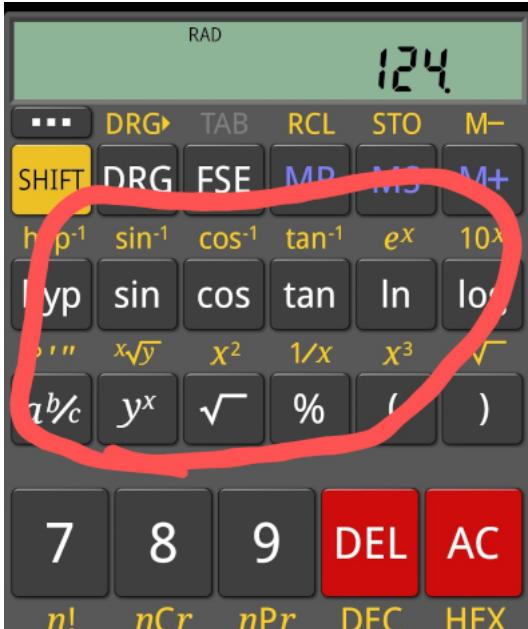 RAD
124.
DRG▸ TAB RCL STO M–
SHIFT DRG FSE MR MS M+
hyp⁻¹ sin⁻¹ cos⁻¹ tan⁻¹ eˣ 10ˣ
hyp sin cos tan ln log
° ' " ˣ√y x² 1/x x³ √
a b/c yˣ √ % ( )
7 8 9 DEL AC
n! nCr nPr DEC HEX